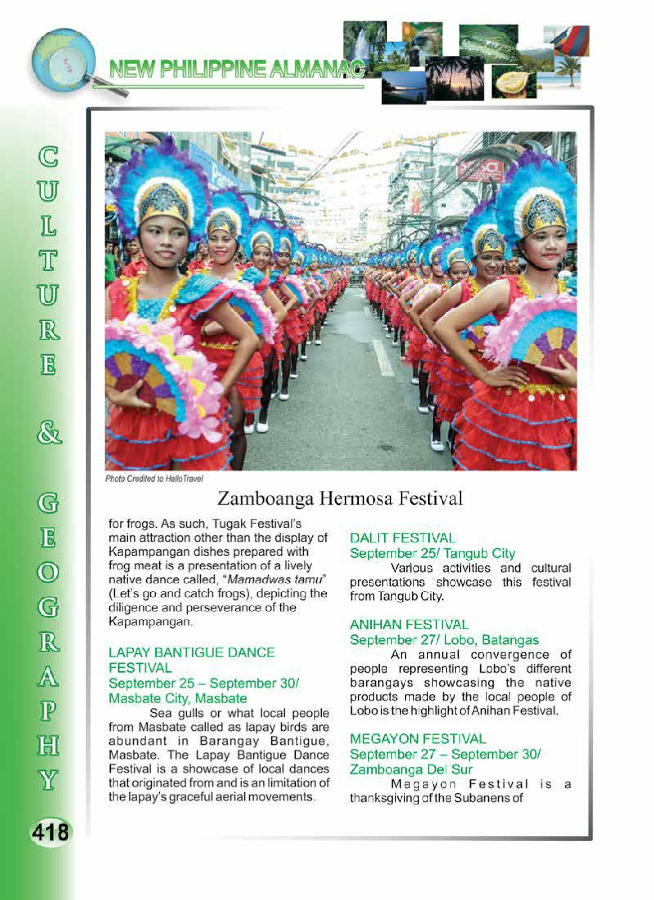 NEW PHILIPPINE ALMANAC
CULTURE & GEOGRAPHY
Photo Credited to HelloTravel
Zamboanga Hermosa Festival
for frogs. As such, Tugak Festival's
main attraction other than the display of
Kapampangan dishes prepared with
frog meat is a presentation of a lively
native dance called, "Mamadwas tamu"
(Let's go and catch frogs), depicting the
diligence and perseverance of the
Kapampangan.
LAPAY BANTIGUE DANCE
FESTIVAL
September 25 – September 30/
Masbate City, Masbate
Sea gulls or what local people
from Masbate called as lapay birds are
abundant in Barangay Bantigue,
Masbate. The Lapay Bantigue Dance
Festival is a showcase of local dances
that originated from and is an limitation of
the lapay's graceful aerial movements.
DALIT FESTIVAL
September 25/ Tangub City
Various activities and cultural
presentations showcase this festival
from Tangub City.
ANIHAN FESTIVAL
September 27/ Lobo, Batangas
An annual convergence of
people representing Lobo's different
barangays showcasing the native
products made by the local people of
Lobo is the highlight of Anihan Festival.
MEGAYON FESTIVAL
September 27 – September 30/
Zamboanga Del Sur
Megayon Festival is a
thanksgiving of the Subanens of
418